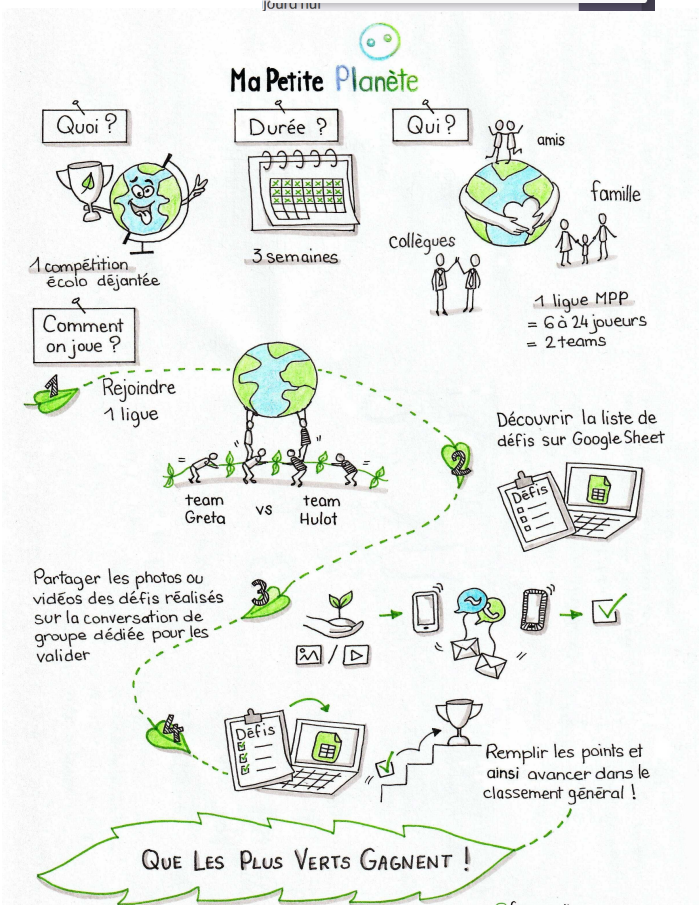 Ma Petite Planète
Quoi ?
Durée ?
Qui ?
amis
famille
collègues
1 compétition
écolo déjantée
3 semaines
1 ligue MPP
= 6 à 24 joueurs
= 2 teams
Comment
on joue ?
1
Rejoindre
1 ligue
team
Greta
vs
team
Hulot
2
Découvrir la liste de
défis sur Google Sheet
Défis
3
Partager les photos ou
vidéos des défis réalisés
sur la conversation de
groupe dédiée pour les
valider
4
Défis
Remplir les points et
ainsi avancer dans le
classement général !
QUE LES PLUS VERTS GAGNENT !